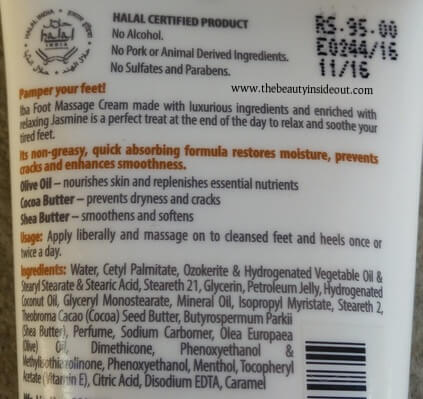 HALAL INDIA
halal
INDIA
HALAL CERTIFIED PRODUCT
No Alcohol.
No Pork or Animal Derived Ingredients.
No Sulfates and Parabens.
RS.95.00
E0244/16
11/16
www.thebeautyinsideout.com
Pamper your feet!
Iba Foot Massage Cream made with luxurious ingredients and enriched with
relaxing Jasmine is a perfect treat at the end of the day to relax and soothe your
tired feet.
Its non-greasy, quick absorbing formula restores moisture, prevents
cracks and enhances smoothness.
Olive Oil – nourishes skin and replenishes essential nutrients
Cocoa Butter – prevents dryness and cracks
Shea Butter – smoothens and softens
Usage: Apply liberally and massage on to cleansed feet and heels once or
twice a day.
Ingredients: Water, Cetyl Palmitate, Ozokerite & Hydrogenated Vegetable Oil &
Stearyl Stearate & Stearic Acid, Steareth 21, Glycerin, Petroleum Jelly, Hydrogenated
Coconut Oil, Glyceryl Monostearate, Mineral Oil, Isopropyl Myristate, Steareth 2,
Theobroma Cacao (Cocoa) Seed Butter, Butyrospermum Parkii
(Shea Butter), Perfume, Sodium Carbomer, Olea Europaea
(Olive) Oil, Dimethicone, Phenoxyethanol &
Methylisothiazolinone, Phenoxyethanol, Menthol, Tocopheryl
Acetate (Vitamin E), Citric Acid, Disodium EDTA, Caramel